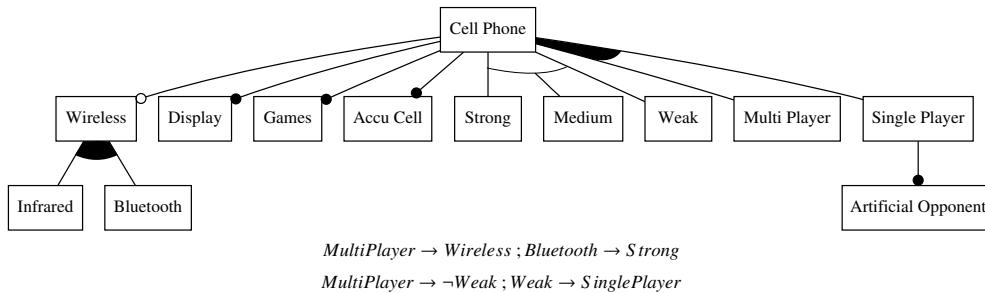 Cell Phone
Wireless Display Games Accu Cell Strong Medium Weak Multi Player Single Player
Infrared Bluetooth Artificial Opponent
MultiPlayer → Wireless ; Bluetooth → Strong
MultiPlayer → ¬Weak ; Weak → SinglePlayer